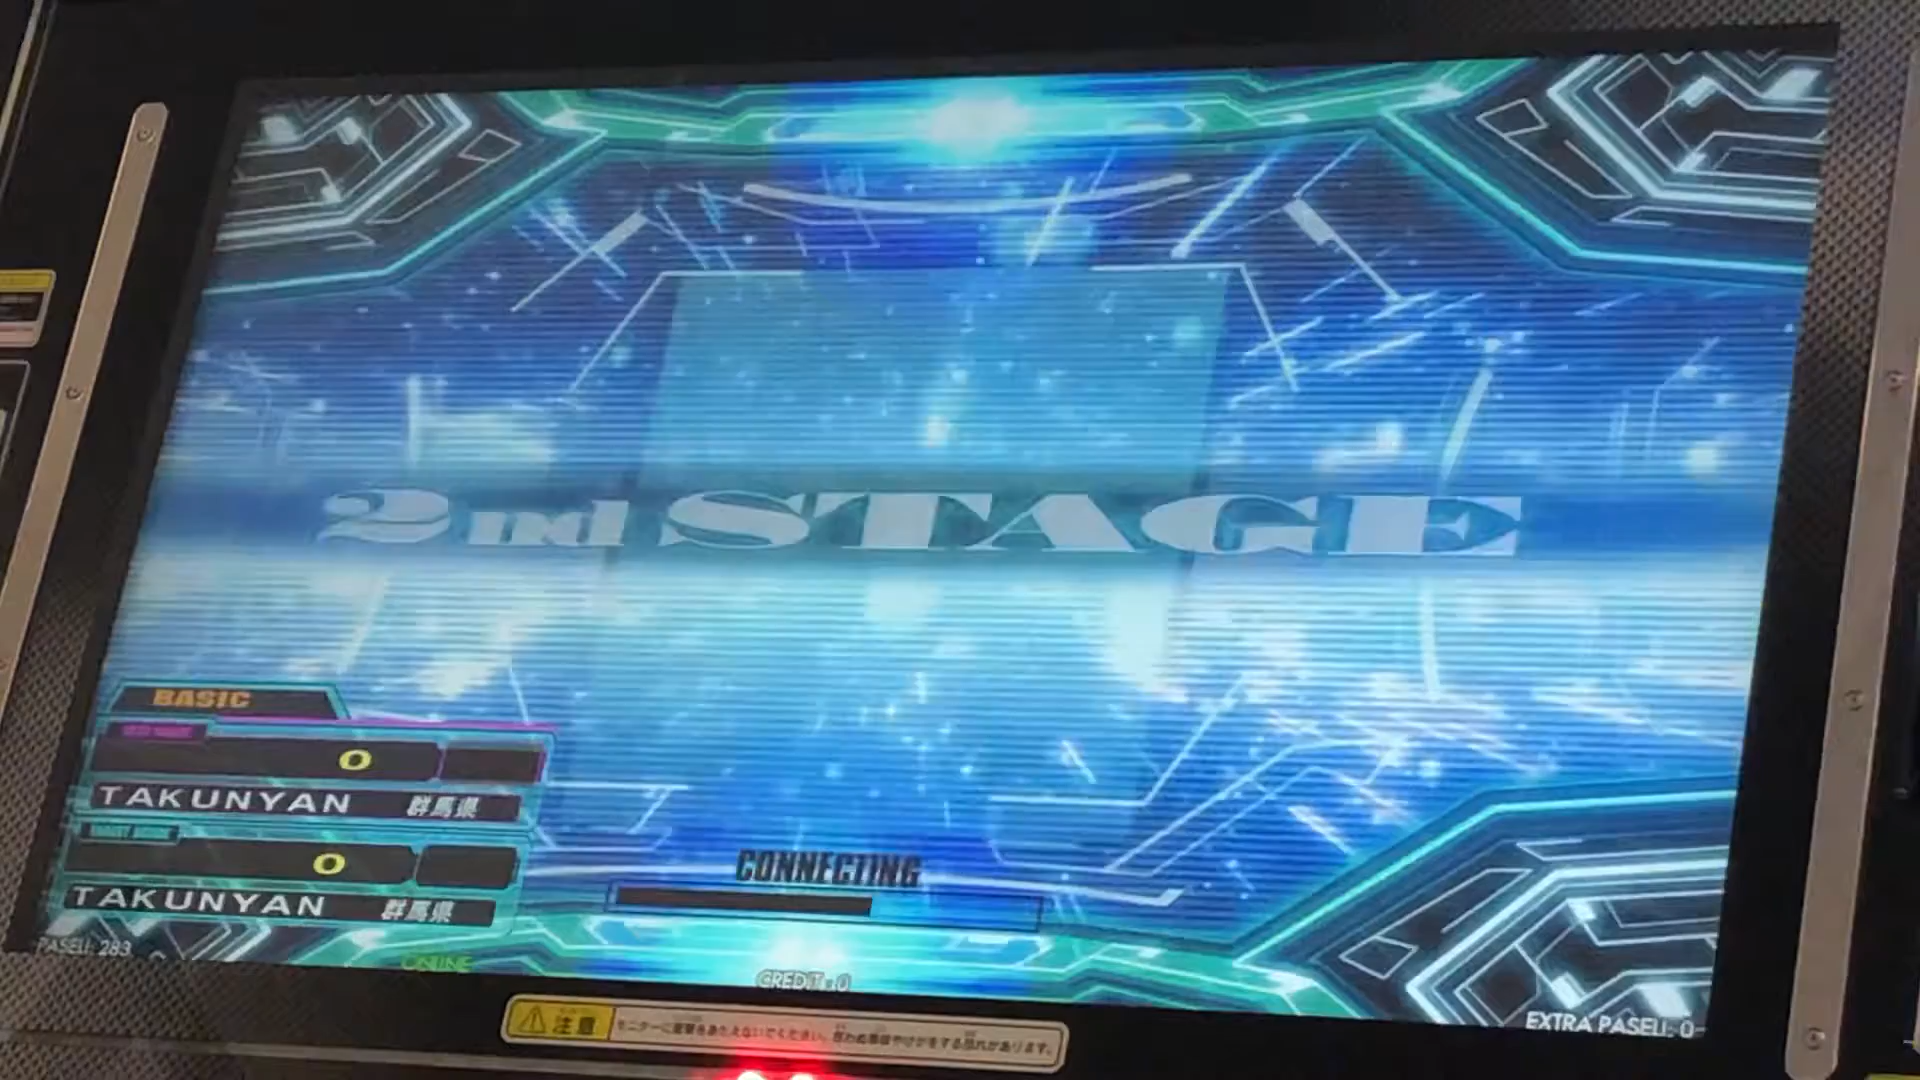 2nd STAGE
BASIC
0
TAKUNYAN 群馬県
0
TAKUNYAN 群馬県
CONNECTING
PASELI: 283
ONLINE
CREDIT: 0
EXTRA PASELI: 0
注意